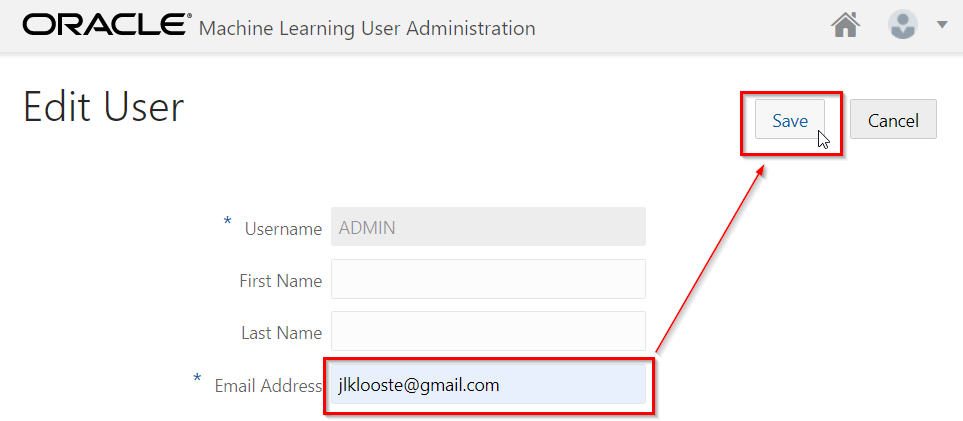 ORACLE® Machine Learning User Administration
Edit User
Save Cancel
* Username ADMIN
First Name
Last Name
* Email Address jlklooste@gmail.com